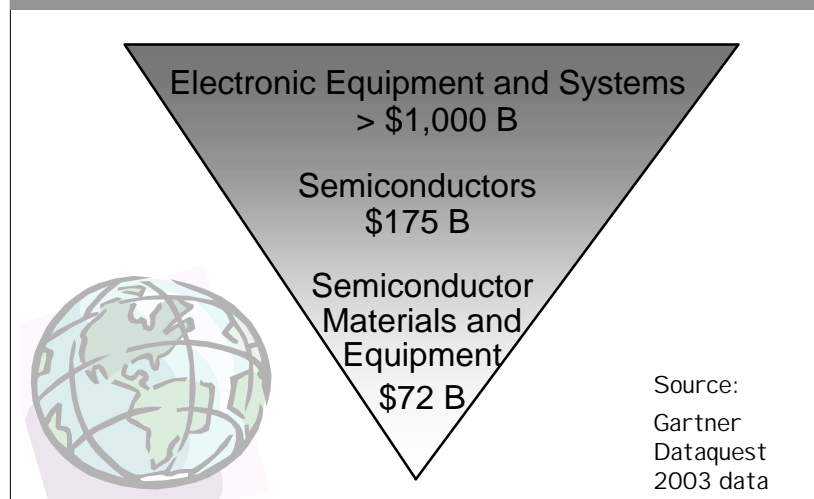 Electronic Equipment and Systems
> $1,000 B
Semiconductors
$175 B
Semiconductor
Materials and
Equipment
$72 B
Source:
Gartner
Dataquest
2003 data